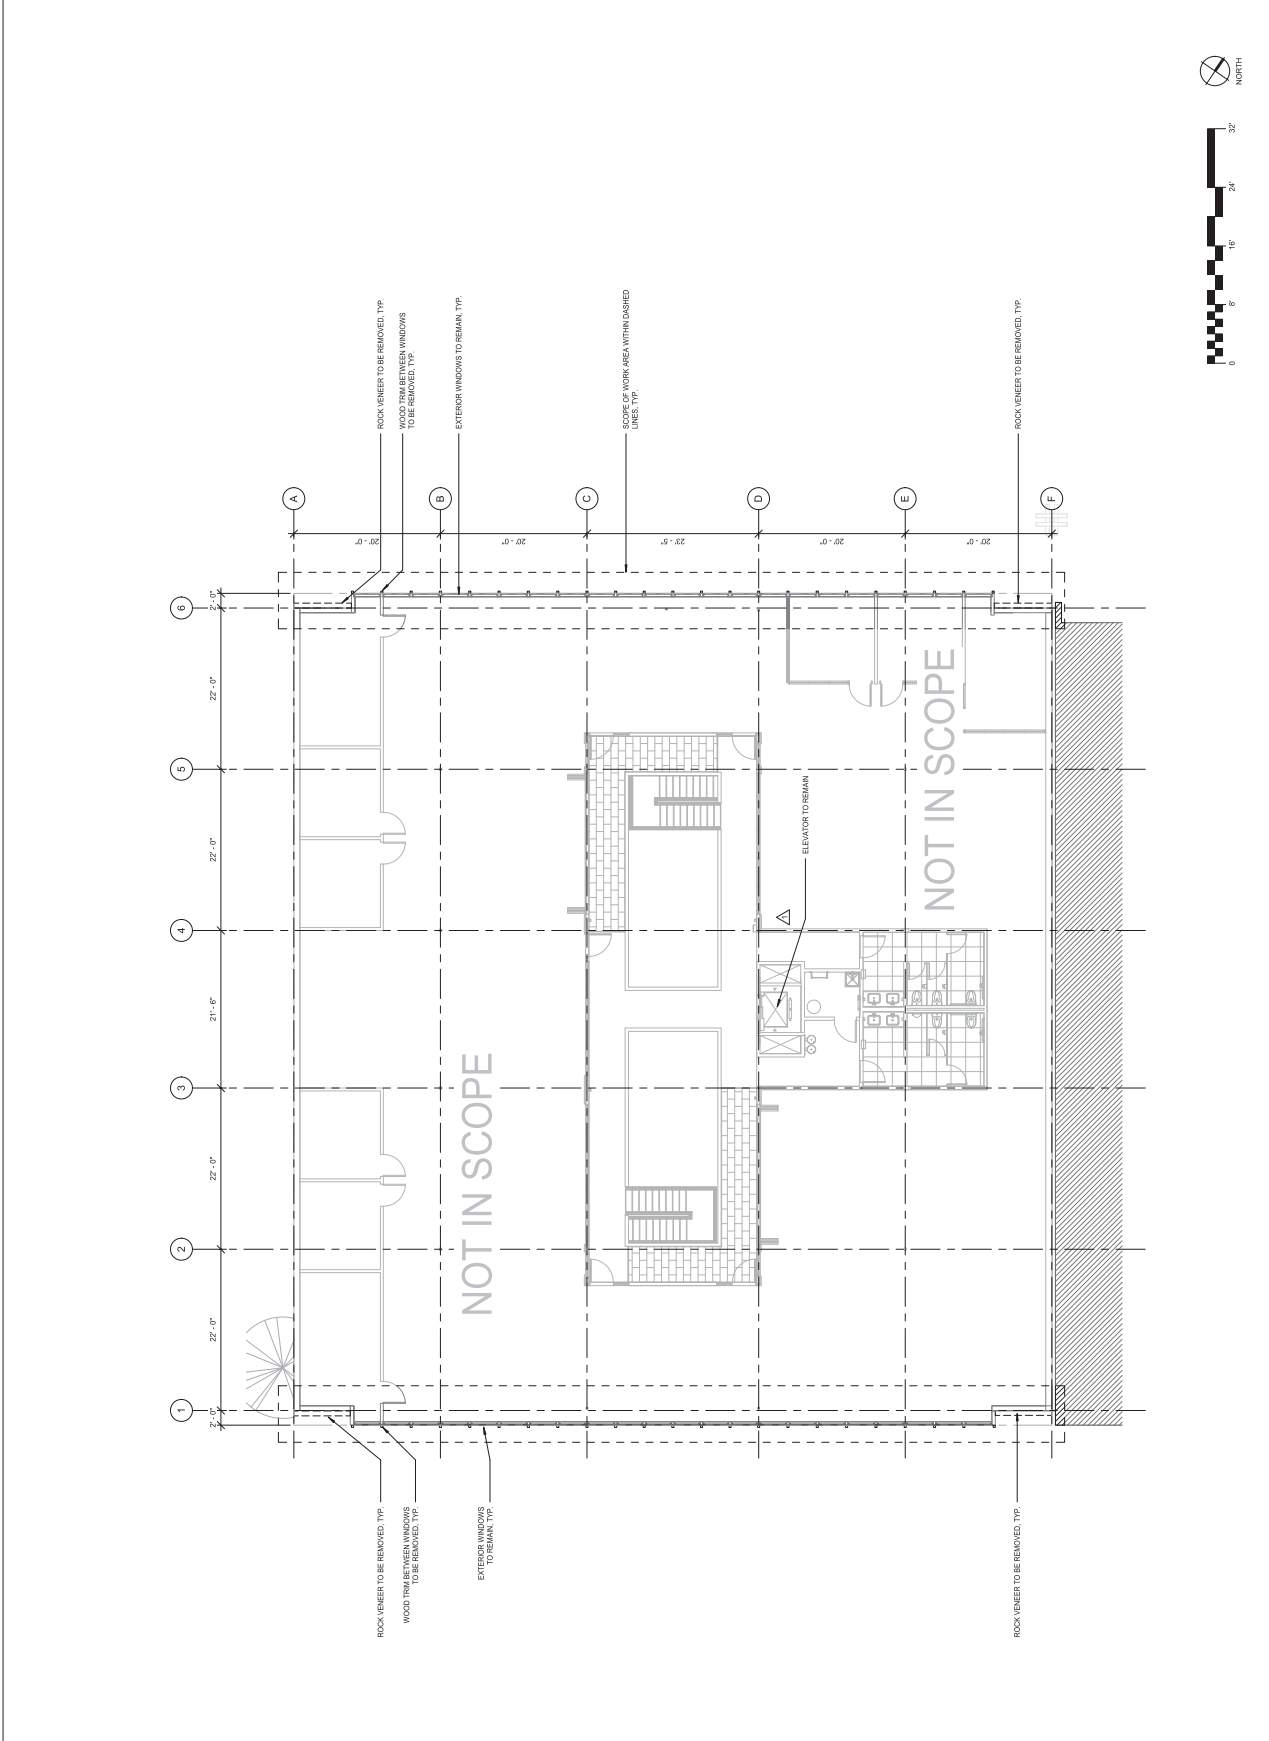 NORTH
0
8'
16'
24'
32'
ROCK VENEER TO BE REMOVED, TYP.
WOOD TRIM BETWEEN WINDOWS
TO BE REMOVED, TYP.
EXTERIOR WINDOWS TO REMAIN, TYP.
SCOPE OF WORK AREA WITHIN DASHED
LINES, TYP.
ROCK VENEER TO BE REMOVED, TYP.
A
B
C
D
E
F
20' - 0"
20' - 0"
23' - 5"
20' - 0"
20' - 0"
1
2
3
4
5
6
2' - 0"
22' - 0"
22' - 0"
21' - 6"
22' - 0"
22' - 0"
2' - 0"
NOT IN SCOPE
NOT IN SCOPE
ELEVATOR TO REMAIN
1
ROCK VENEER TO BE REMOVED, TYP.
WOOD TRIM BETWEEN WINDOWS
TO BE REMOVED, TYP.
EXTERIOR WINDOWS
TO REMAIN, TYP.
ROCK VENEER TO BE REMOVED, TYP.